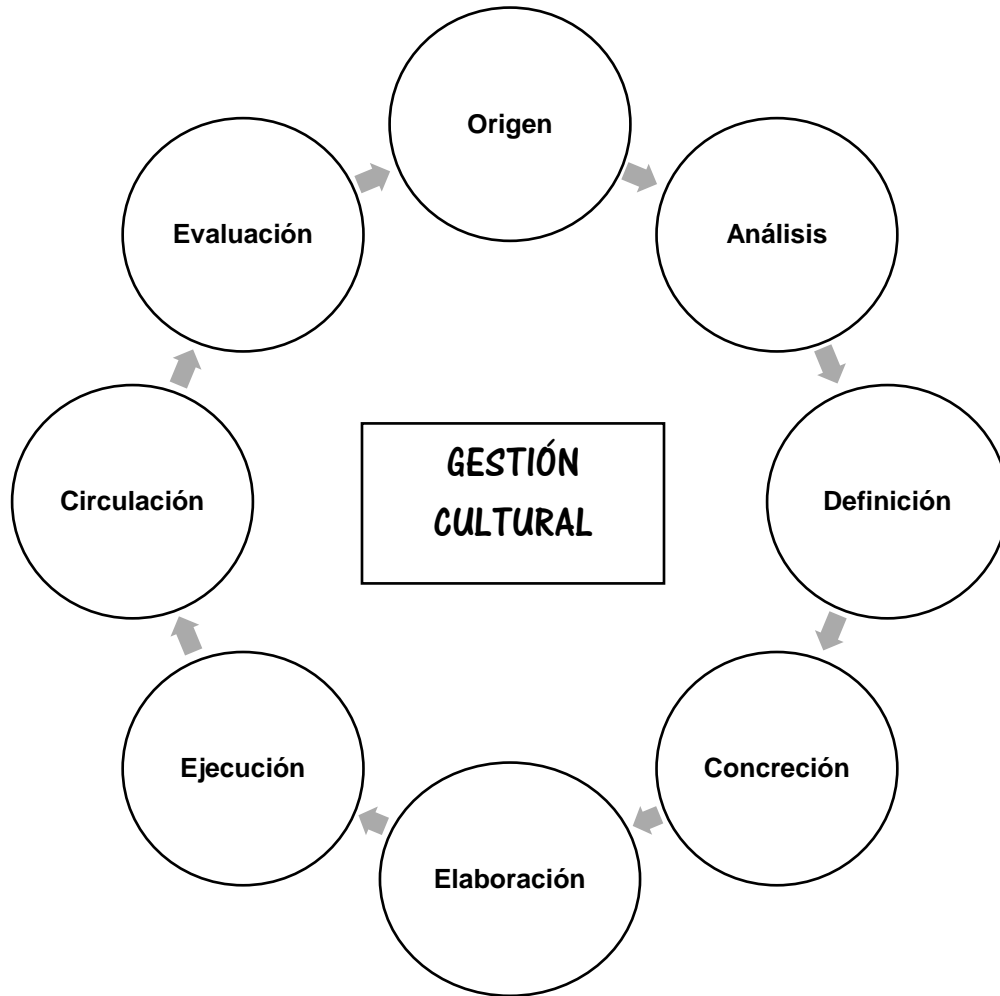 Origen
Análisis
Definición
Concreción
Elaboración
Ejecución
Circulación
Evaluación
GESTIÓN
CULTURAL